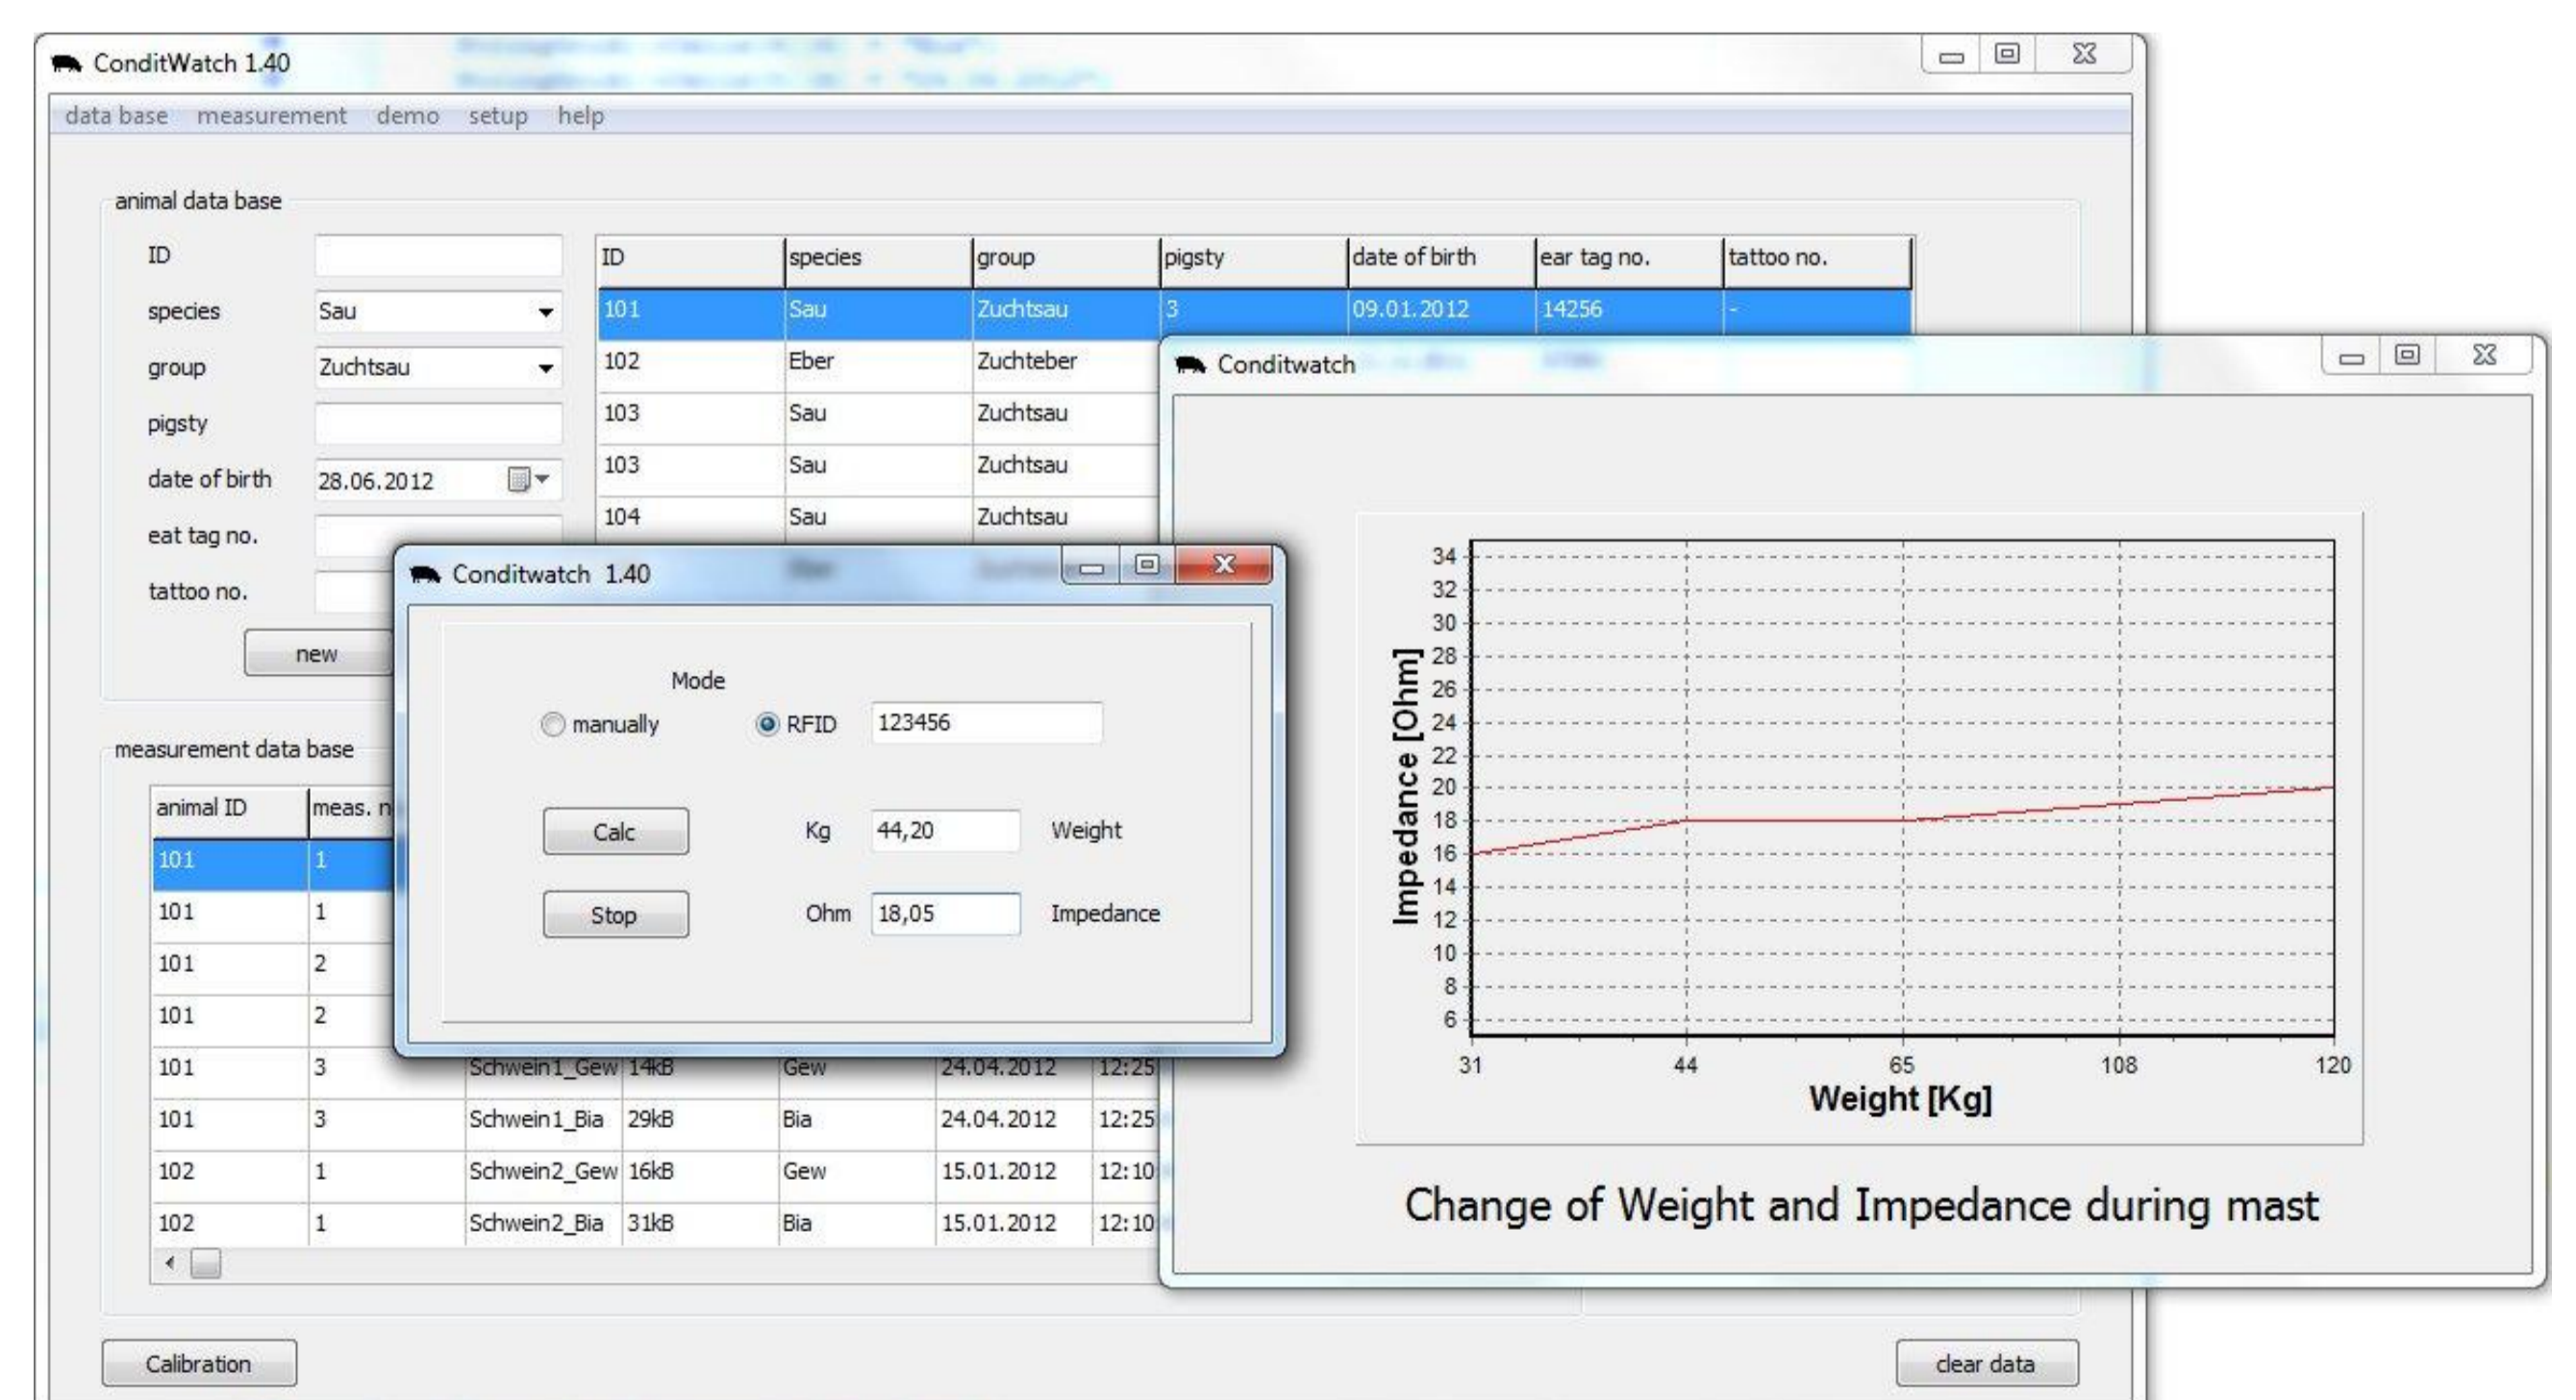 ConditWatch 1.40
data base measurement demo setup help
animal data base
ID
species Sau
group Zuchtsau
pigsty
date of birth 28.06.2012
eat tag no.
tattoo no.
new
ID species group pigsty date of birth ear tag no. tattoo no.
101 Sau Zuchtsau 3 09.01.2012 14256 -
102 Eber Zuchteber
103 Sau Zuchtsau
103 Sau Zuchtsau
104 Sau Zuchtsau
measurement data base
animal ID meas. n
101 1
101 1
101 2
101 2
101 3 Schwein1_Gew 14kB Gew 24.04.2012 12:25
101 3 Schwein1_Bia 29kB Bia 24.04.2012 12:25
102 1 Schwein2_Gew 16kB Gew 15.01.2012 12:10
102 1 Schwein2_Bia 31kB Bia 15.01.2012 12:10
Calibration
clear data
Conditwatch 1.40
Mode
manually RFID 123456
Calc Kg 44,20 Weight
Stop Ohm 18,05 Impedance
Conditwatch
Impedance [Ohm]
34
32
30
28
26
24
22
20
18
16
14
12
10
8
6
31 44 65 108 120
Weight [Kg]
Change of Weight and Impedance during mast